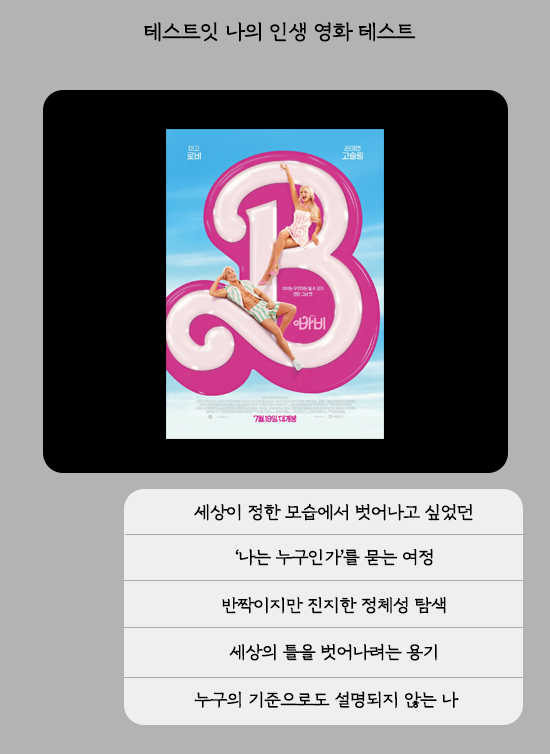 테스트잇 나의 인생 영화 테스트
마고
로비
라이언
고슬링
바비
7월 19일 대개봉
세상이 정한 모습에서 벗어나고 싶었던
‘나는 누구인가’를 묻는 여정
반짝이지만 진지한 정체성 탐색
세상의 틀을 벗어나려는 용기
누구의 기준으로도 설명되지 않는 나